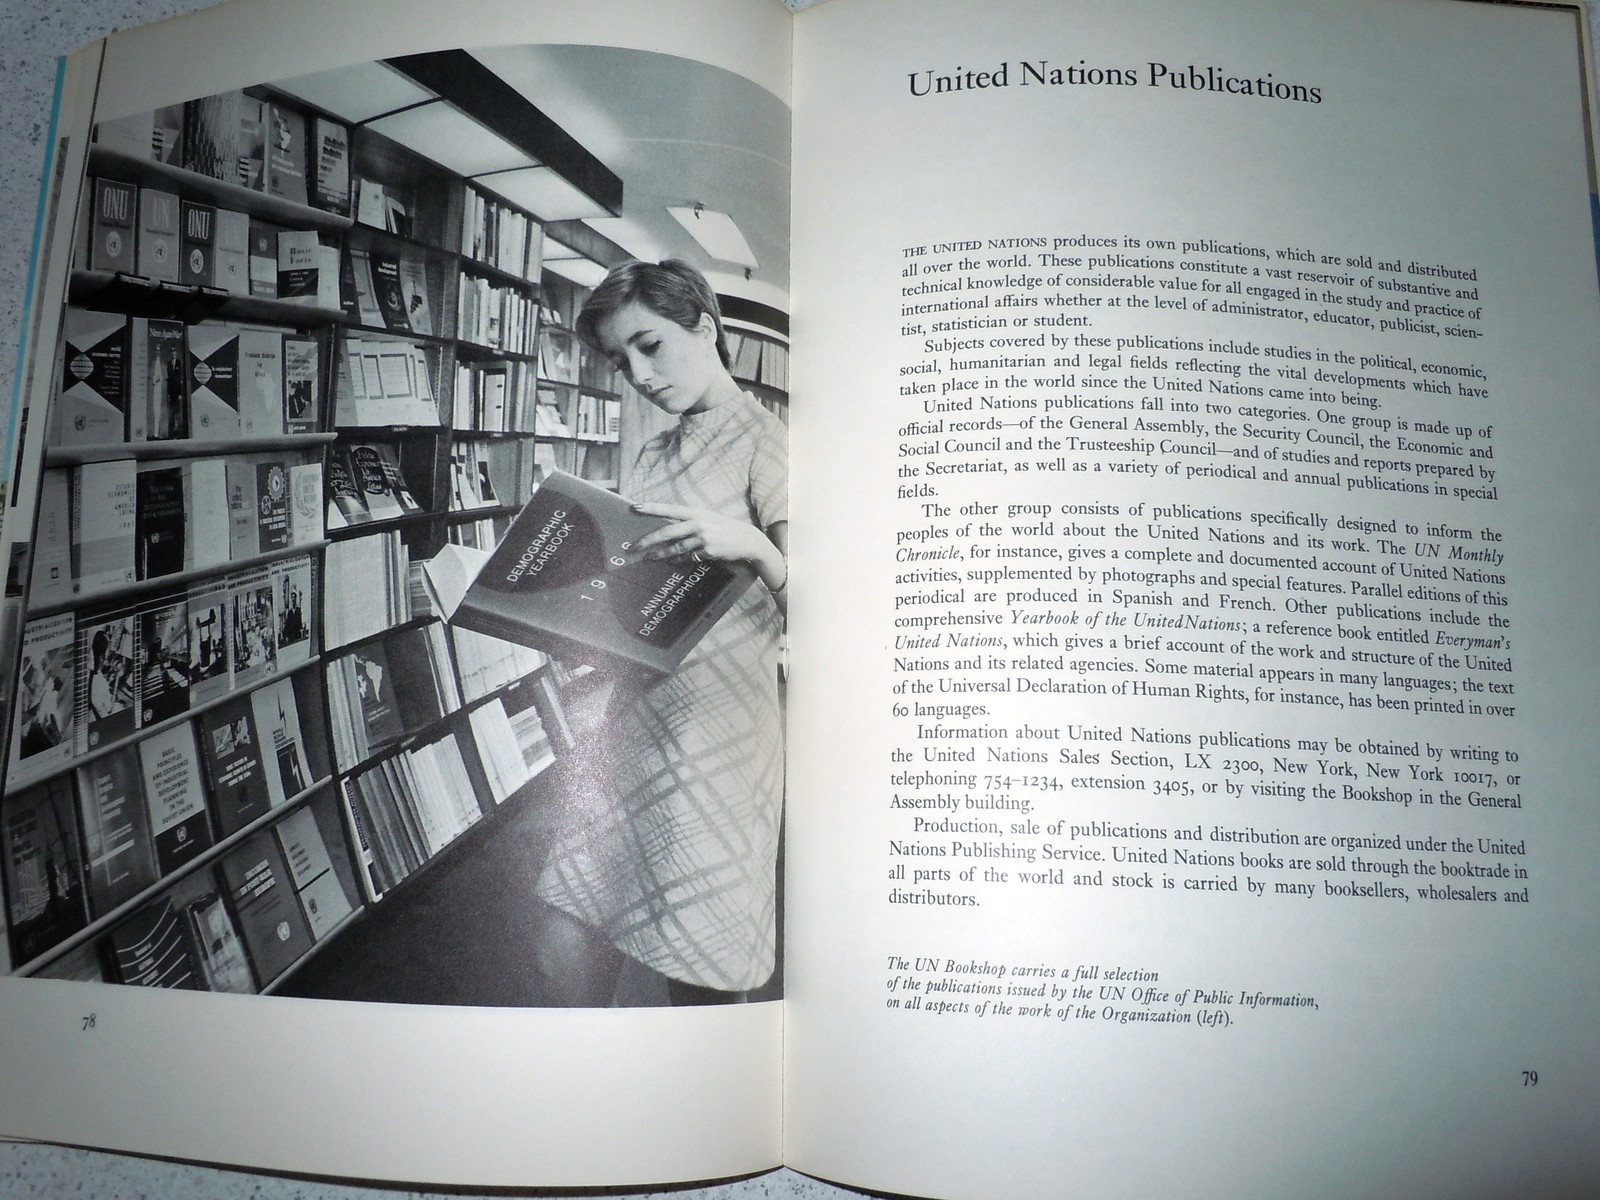 ONU
UN
ONU
Basic
Facts
DEMOGRAPHIC
YEARBOOK
196
ANNUAIRE
DEMOGRAPHIQUE
BASIC
PRINCIPLES
AND EXPERIENCE
OF INDUSTRIAL
DEVELOPMENT
PLANNING
IN THE
SOVIET UNION
78
United Nations Publications
THE UNITED NATIONS produces its own publications, which are sold and distributed
all over the world. These publications constitute a vast reservoir of substantive and
technical knowledge of considerable value for all engaged in the study and practice of
international affairs whether at the level of administrator, educator, publicist, scien-
tist, statistician or student.
Subjects covered by these publications include studies in the political, economic,
social, humanitarian and legal fields reflecting the vital developments which have
taken place in the world since the United Nations came into being.
United Nations publications fall into two categories. One group is made up of
official records—of the General Assembly, the Security Council, the Economic and
Social Council and the Trusteeship Council—and of studies and reports prepared by
the Secretariat, as well as a variety of periodical and annual publications in special
fields.
The other group consists of publications specifically designed to inform the
peoples of the world about the United Nations and its work. The UN Monthly
Chronicle, for instance, gives a complete and documented account of United Nations
activities, supplemented by photographs and special features. Parallel editions of this
periodical are produced in Spanish and French. Other publications include the
comprehensive Yearbook of the UnitedNations; a reference book entitled Everyman's
United Nations, which gives a brief account of the work and structure of the United
Nations and its related agencies. Some material appears in many languages; the text
of the Universal Declaration of Human Rights, for instance, has been printed in over
60 languages.
Information about United Nations publications may be obtained by writing to
the United Nations Sales Section, LX 2300, New York, New York 10017, or
telephoning 754–1234, extension 3405, or by visiting the Bookshop in the General
Assembly building.
Production, sale of publications and distribution are organized under the United
Nations Publishing Service. United Nations books are sold through the booktrade in
all parts of the world and stock is carried by many booksellers, wholesalers and
distributors.
The UN Bookshop carries a full selection
of the publications issued by the UN Office of Public Information,
on all aspects of the work of the Organization (left).
79